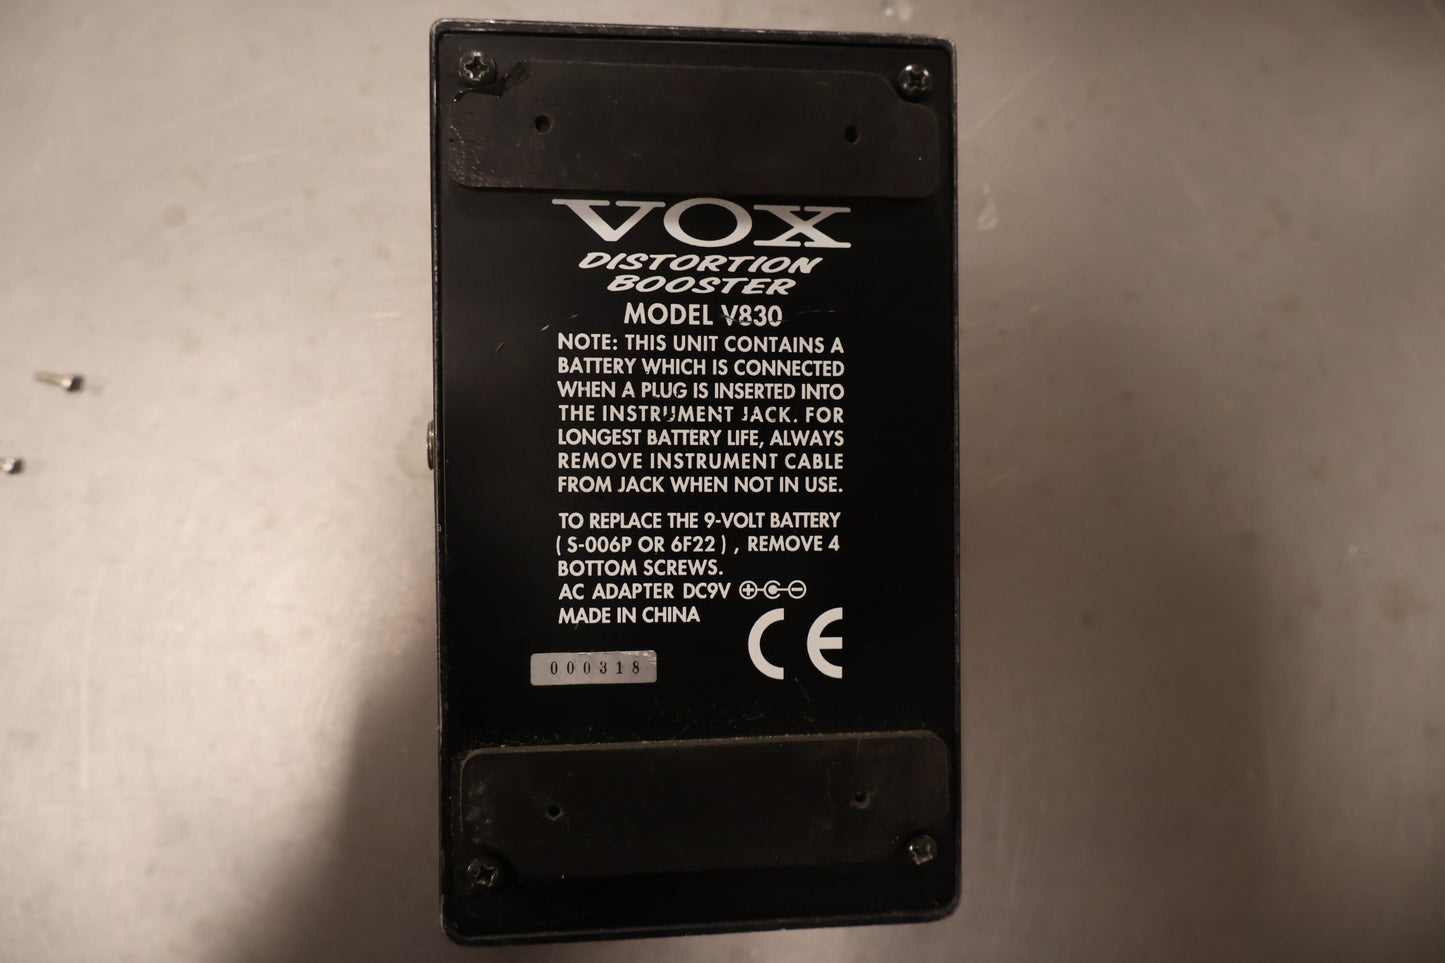 VOX
DISTORTION
BOOSTER
MODEL V830
NOTE: THIS UNIT CONTAINS A
BATTERY WHICH IS CONNECTED
WHEN A PLUG IS INSERTED INTO
THE INSTRUMENT JACK. FOR
LONGEST BATTERY LIFE, ALWAYS
REMOVE INSTRUMENT CABLE
FROM JACK WHEN NOT IN USE.
TO REPLACE THE 9-VOLT BATTERY
( S-006P OR 6F22 ) , REMOVE 4
BOTTOM SCREWS.
AC ADAPTER DC9V
MADE IN CHINA
CE
000318